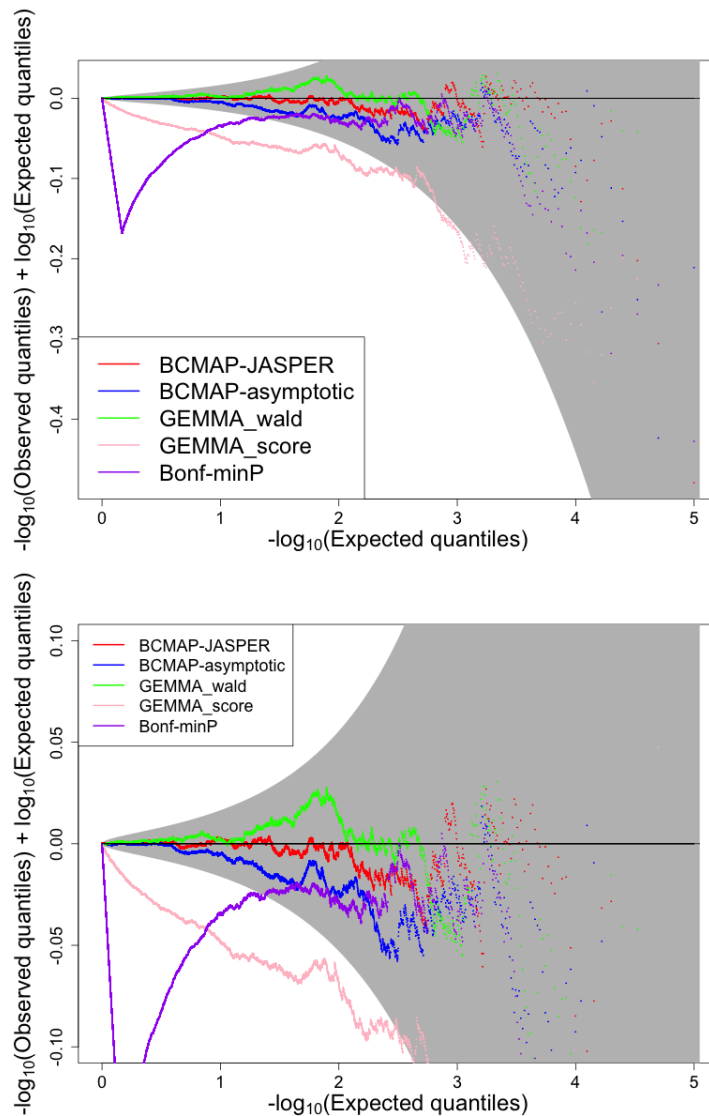 -log10(Observed quantiles) + log10(Expected quantiles)
0.0
-0.1
-0.2
-0.3
-0.4
BCMAP-JASPER
BCMAP-asymptotic
GEMMA_wald
GEMMA_score
Bonf-minP
0 1 2 3 4 5
-log10(Expected quantiles)
-log10(Observed quantiles) + log10(Expected quantiles)
0.10
0.05
0.00
-0.05
-0.10
BCMAP-JASPER
BCMAP-asymptotic
GEMMA_wald
GEMMA_score
Bonf-minP
0 1 2 3 4 5
-log10(Expected quantiles)